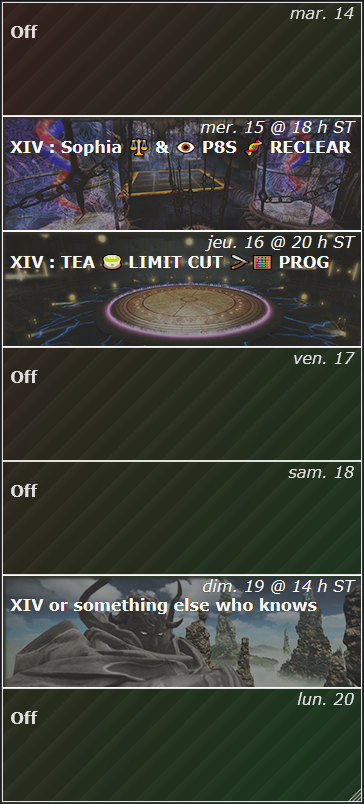 mar. 14
Off
mer. 15 @ 18 h ST
XIV : Sophia ⚖️ & 👁️ P8S 💅 RECLEAR
jeu. 16 @ 20 h ST
XIV : TEA 🍵 LIMIT CUT PROG
ven. 17
Off
sam. 18
Off
dim. 19 @ 14 h ST
XIV or something else who knows
lun. 20
Off